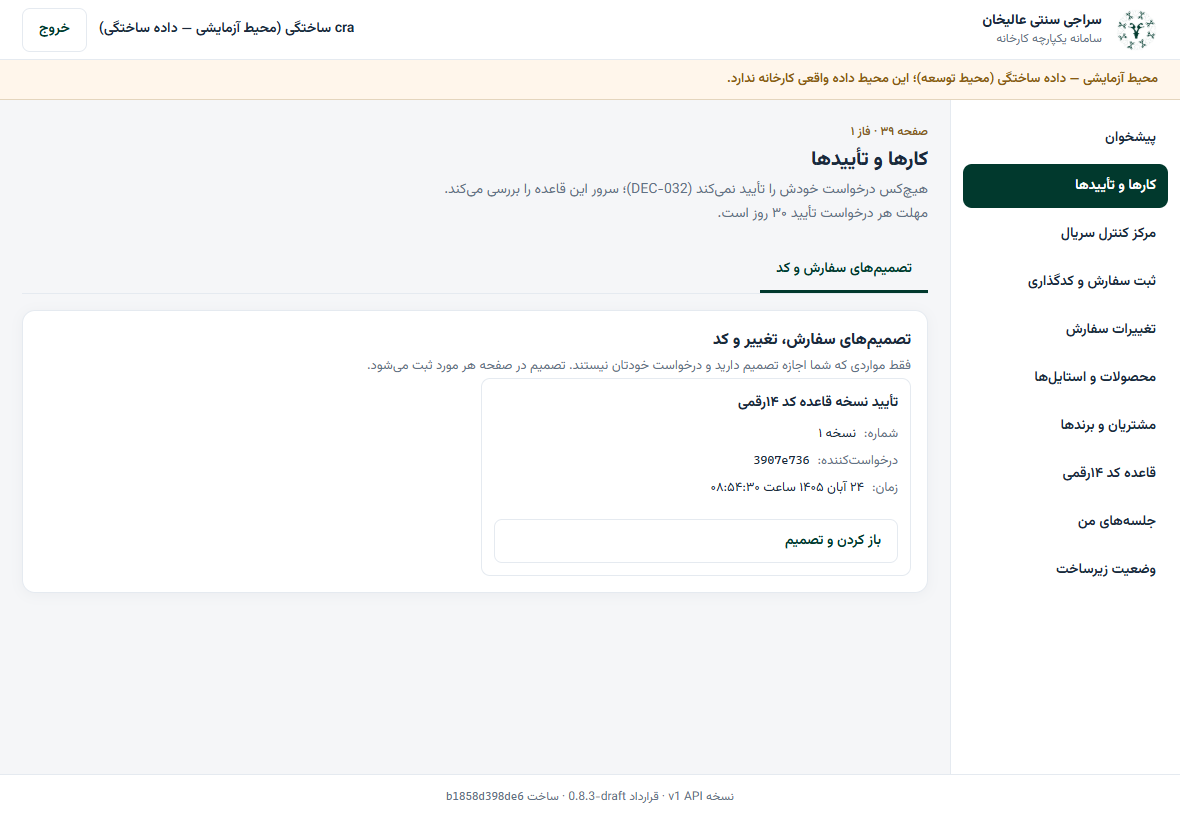 سراجی سنتی عالیخان
سامانه یکپارچه کارخانه
cra ساختگی (محیط آزمایشی — داده ساختگی)
خروج
محیط آزمایشی — داده ساختگی (محیط توسعه)؛ این محیط داده واقعی کارخانه ندارد.
پیشخوان
کارها و تأییدها
مرکز کنترل سریال
ثبت سفارش و کدگذاری
تغییرات سفارش
محصولات و استایل‌ها
مشتریان و برندها
قاعده کد ۱۴رقمی
جلسه‌های من
وضعیت زیرساخت
صفحه ۳۹ · فاز ۱
کارها و تأییدها
هیچ‌کس درخواست خودش را تأیید نمی‌کند (DEC-032)؛ سرور این قاعده را بررسی می‌کند.
مهلت هر درخواست تأیید ۳۰ روز است.
تصمیم‌های سفارش و کد
تصمیم‌های سفارش، تغییر و کد
فقط مواردی که شما اجازه تصمیم دارید و درخواست خودتان نیستند. تصمیم در صفحه هر مورد ثبت می‌شود.
تأیید نسخه قاعده کد ۱۴رقمی
شماره: نسخه ۱
درخواست‌کننده: 3907e736
زمان: ۲۴ آبان ۱۴۰۵ ساعت ۰۸:۵۴:۳۰
باز کردن و تصمیم
نسخه v1 API · قرارداد 0.8.3-draft · ساخت b1858d398de6